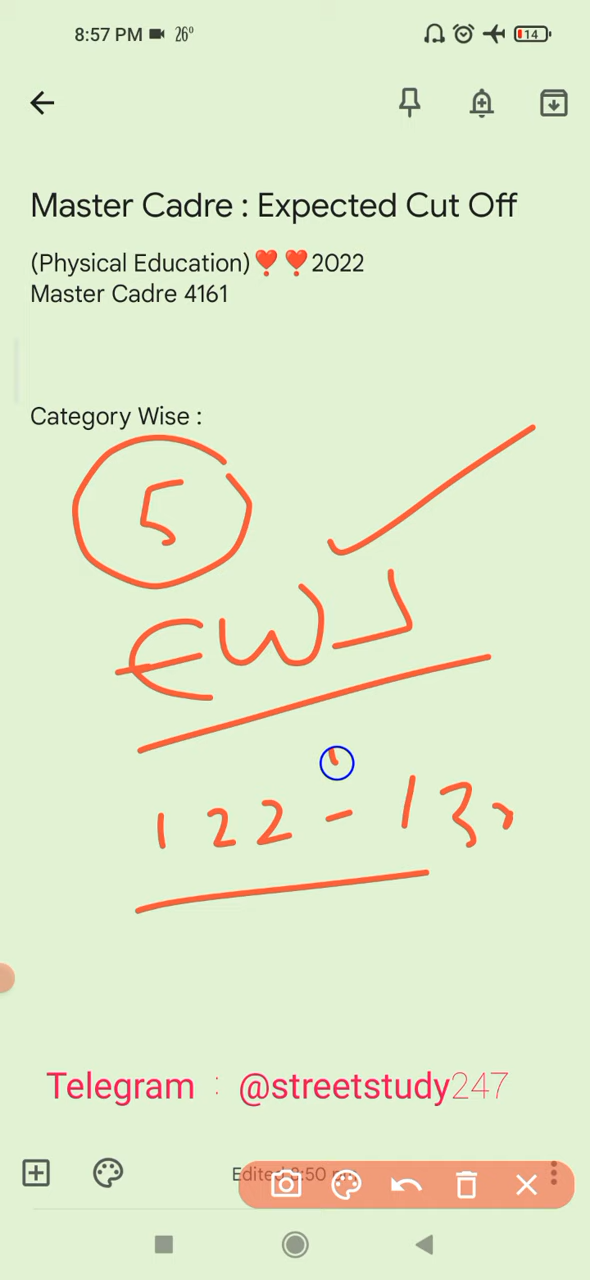 8:57 PM 26°
14
Master Cadre : Expected Cut Off
(Physical Education)❣️❣️2022
Master Cadre 4161
Category Wise :
5
EWS
122 - 13
Telegram : @streetstudy247